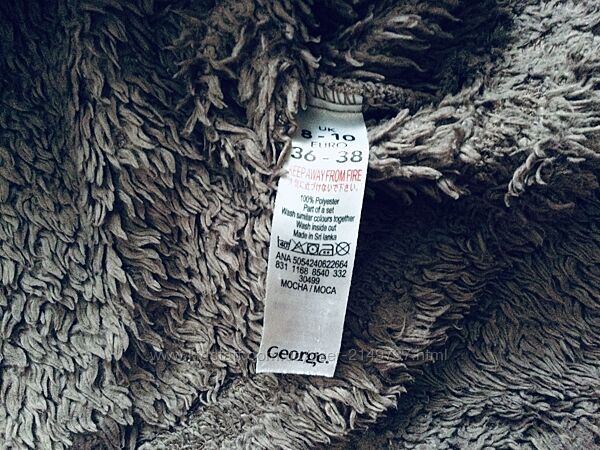 UK
8 - 10
EURO
36 - 38
KEEP AWAY FROM FIRE
100% Polyester
Part of a set
Wash similar colours together
Wash inside out
Made in Sri lanka
ANA 5054240622664
831 1168 8540 332
30499
MOCHA / MOCA
George.